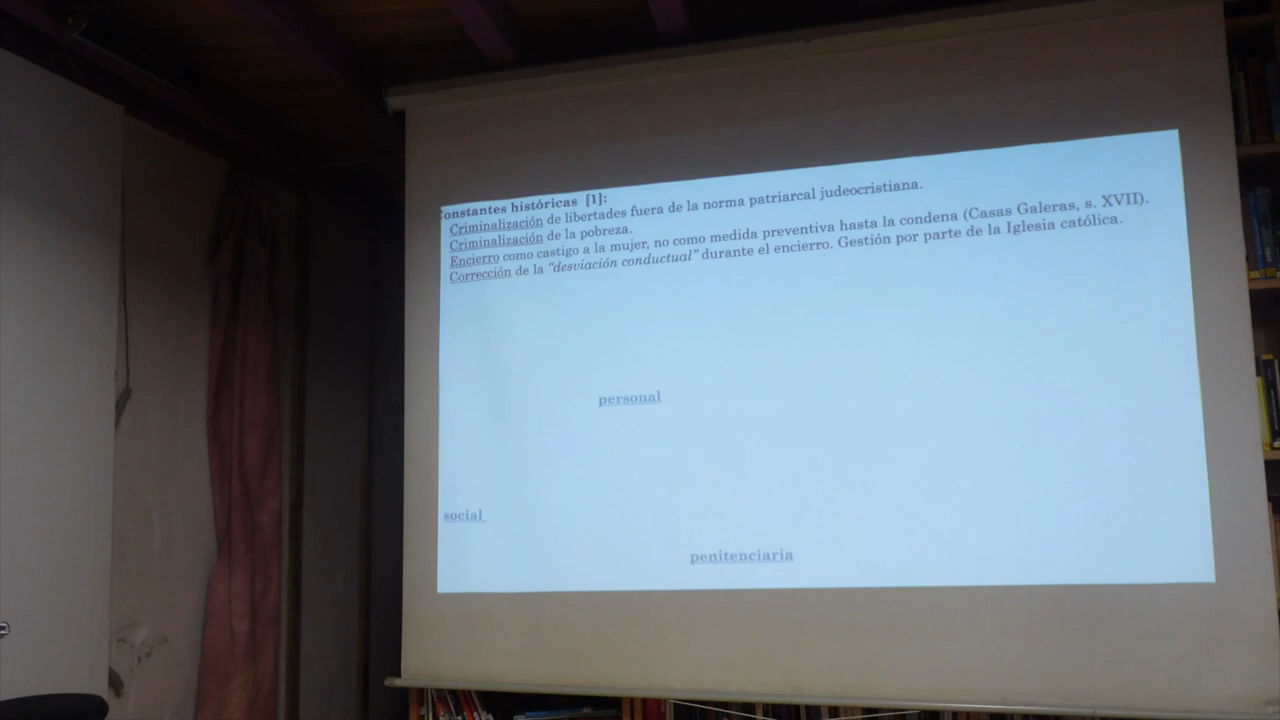 Constantes históricas [1]:
Criminalización de libertades fuera de la norma patriarcal judeocristiana.
Criminalización de la pobreza.
Encierro como castigo a la mujer, no como medida preventiva hasta la condena (Casas Galeras, s. XVII).
Corrección de la "desviación conductual" durante el encierro. Gestión por parte de la Iglesia católica.
personal
social
penitenciaria